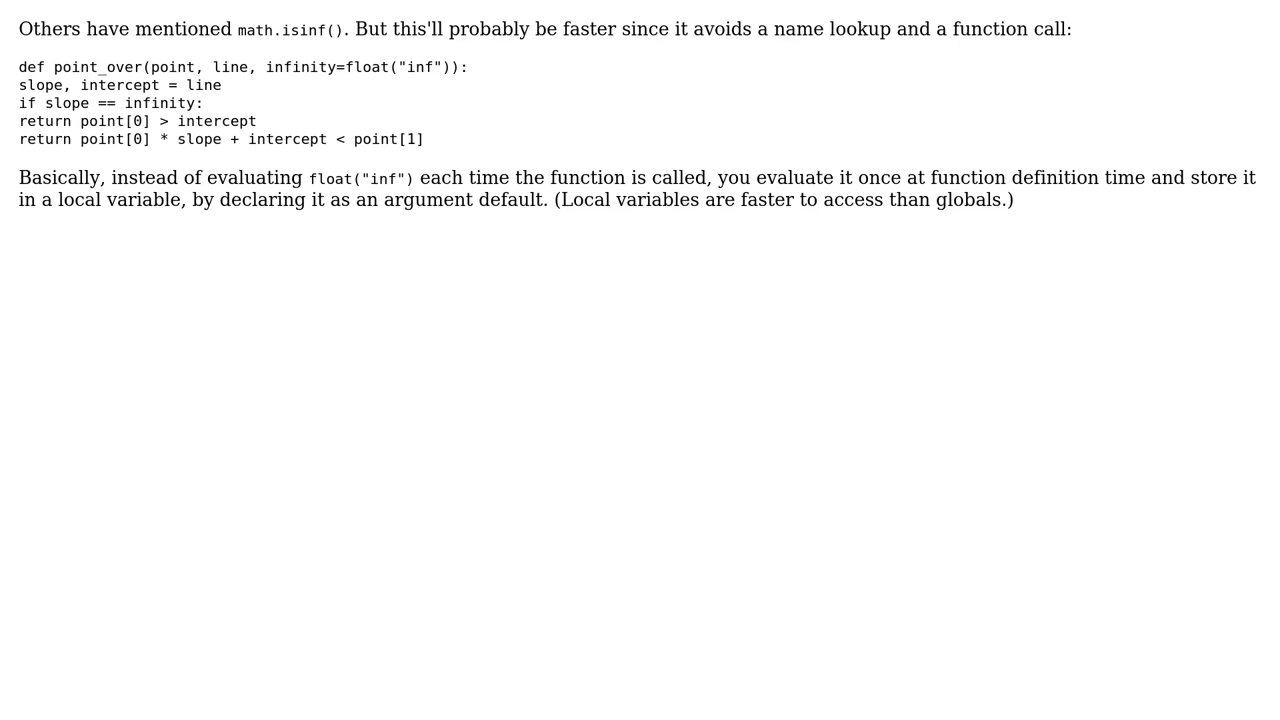 Others have mentioned math.isinf(). But this'll probably be faster since it avoids a name lookup and a function call:
def point_over(point, line, infinity=float("inf")):
slope, intercept = line
if slope == infinity:
return point[0] > intercept
return point[0] * slope + intercept < point[1]
Basically, instead of evaluating float("inf") each time the function is called, you evaluate it once at function definition time and store it
in a local variable, by declaring it as an argument default. (Local variables are faster to access than globals.)